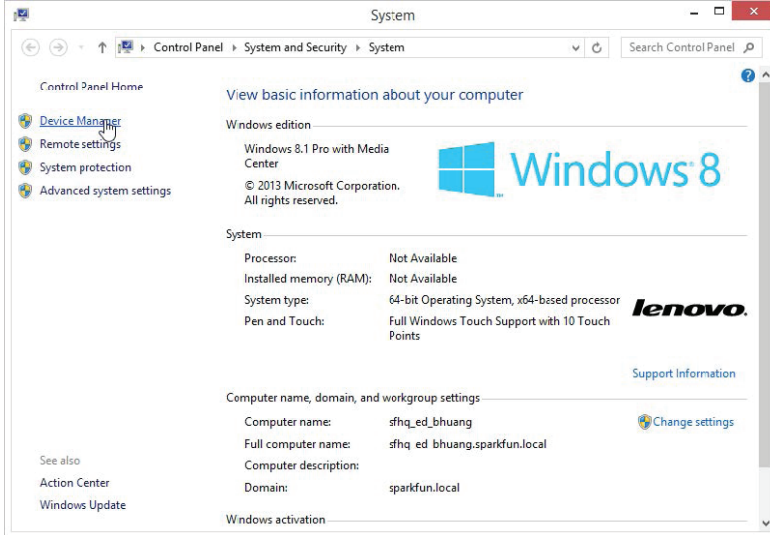 System
Control Panel ▸ System and Security ▸ System
Search Control Panel
Control Panel Home
Device Manager
Remote settings
System protection
Advanced system settings
See also
Action Center
Windows Update
View basic information about your computer
Windows edition
Windows 8.1 Pro with Media
Center
© 2013 Microsoft Corporation.
All rights reserved.
Windows 8
System
Processor: Not Available
Installed memory (RAM): Not Available
System type: 64-bit Operating System, x64-based processor
Pen and Touch: Full Windows Touch Support with 10 Touch
Points
lenovo.
Support Information
Computer name, domain, and workgroup settings
Computer name: sfhq_ed_bhuang
Change settings
Full computer name: sfhq_ed_bhuang.sparkfun.local
Computer description:
Domain: sparkfun.local
Windows activation